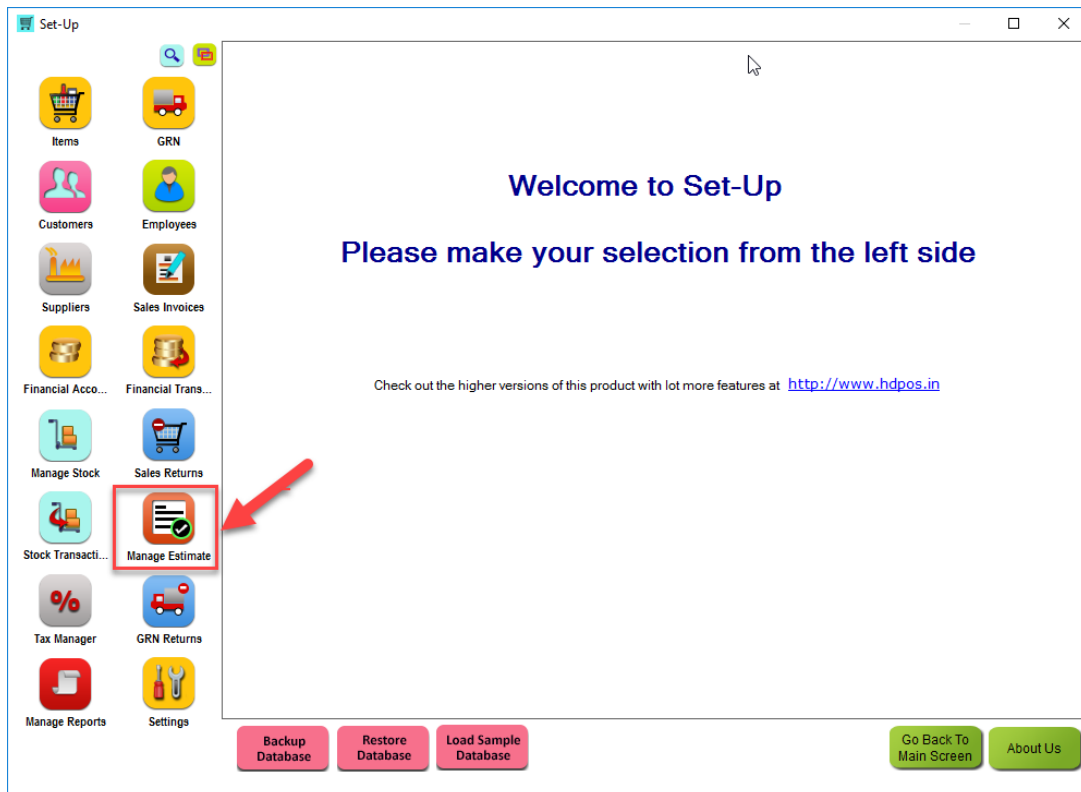 Set-Up
Items
GRN
Customers
Employees
Suppliers
Sales Invoices
Financial Acco...
Financial Trans...
Manage Stock
Sales Returns
Stock Transacti...
Manage Estimate
%
Tax Manager
GRN Returns
Manage Reports
Settings
Welcome to Set-Up
Please make your selection from the left side
Check out the higher versions of this product with lot more features at http://www.hdpos.in
Backup
Database
Restore
Database
Load Sample
Database
Go Back To
Main Screen
About Us